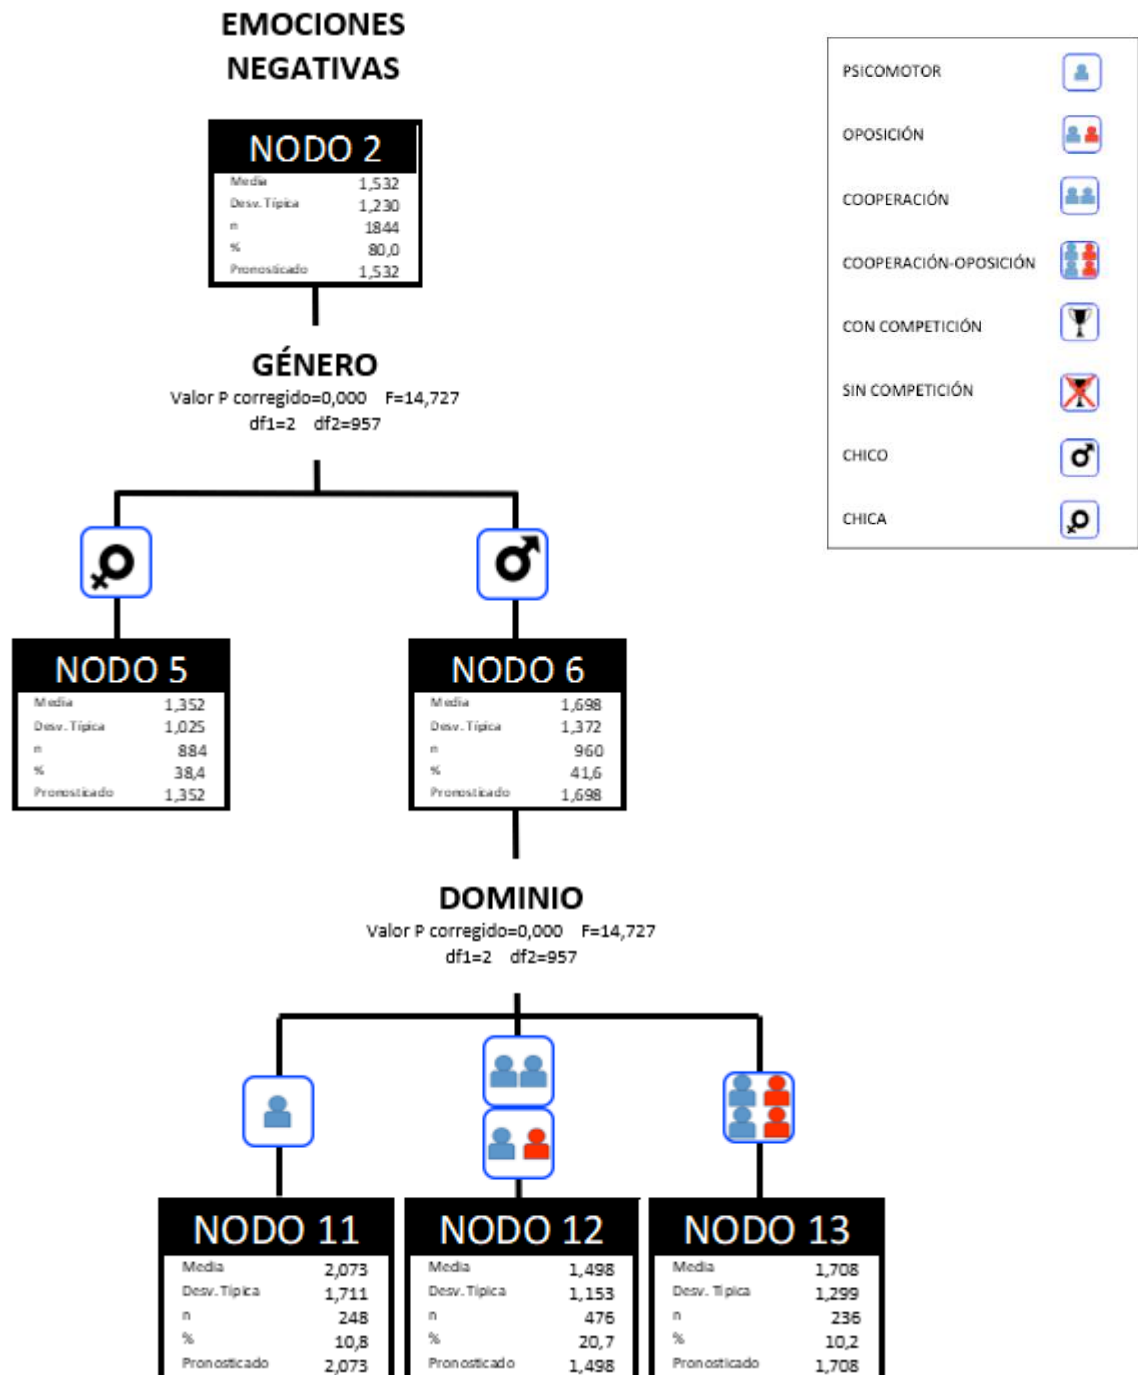 EMOCIONES
NEGATIVAS
NODO 2
Media 1,532
Desv. Típica 1,230
n 1844
% 80,0
Pronosticado 1,532
PSICOMOTOR
OPOSICIÓN
COOPERACIÓN
COOPERACIÓN-OPOSICIÓN
CON COMPETICIÓN
SIN COMPETICIÓN
CHICO
CHICA
GÉNERO
Valor P corregido=0,000 F=14,727
df1=2 df2=957
NODO 5
Media 1,352
Desv. Típica 1,025
n 884
% 38,4
Pronosticado 1,352
NODO 6
Media 1,698
Desv. Típica 1,372
n 960
% 41,6
Pronosticado 1,698
DOMINIO
Valor P corregido=0,000 F=14,727
df1=2 df2=957
NODO 11
Media 2,073
Desv. Típica 1,711
n 248
% 10,8
Pronosticado 2,073
NODO 12
Media 1,498
Desv. Típica 1,153
n 476
% 20,7
Pronosticado 1,498
NODO 13
Media 1,708
Desv. Típica 1,299
n 236
% 10,2
Pronosticado 1,708